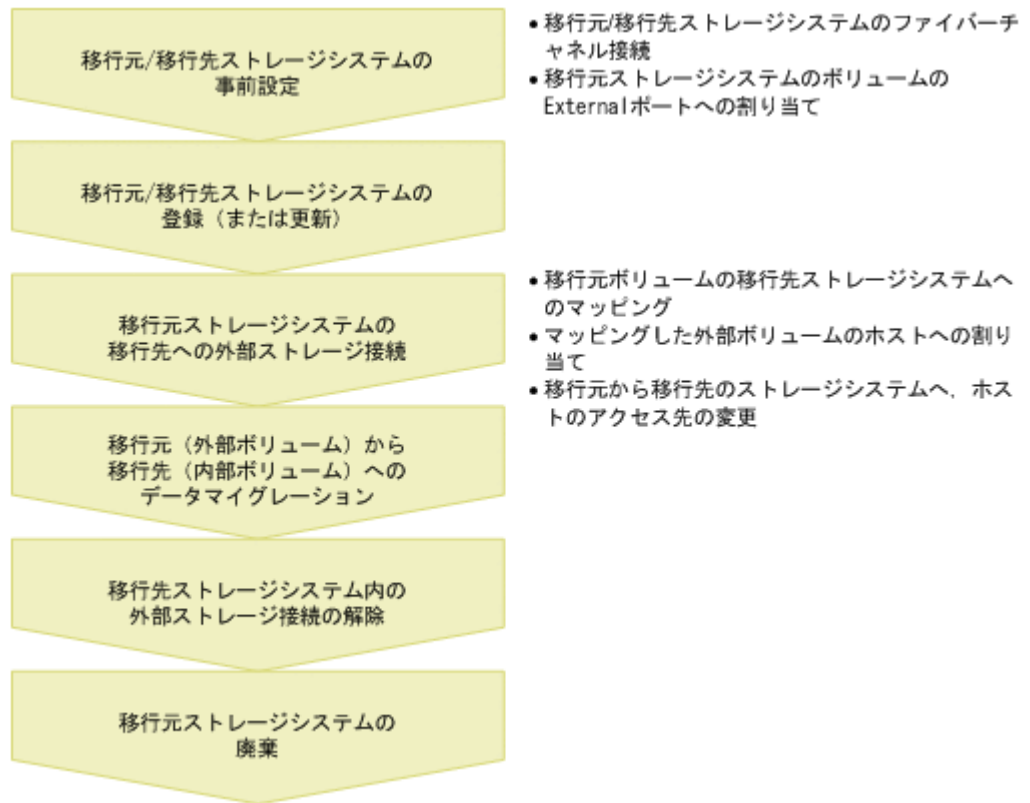 移行元/移行先ストレージシステムの
事前設定
• 移行元/移行先ストレージシステムのファイバーチ
ャネル接続
• 移行元ストレージシステムのボリュームの
Externalポートへの割り当て
移行元/移行先ストレージシステムの
登録（または更新）
移行元ストレージシステムの
移行先への外部ストレージ接続
• 移行元ボリュームの移行先ストレージシステムへ
のマッピング
• マッピングした外部ボリュームのホストへの割り
当て
• 移行元から移行先のストレージシステムへ，ホス
トのアクセス先の変更
移行元（外部ボリューム）から
移行先（内部ボリューム）への
データマイグレーション
移行先ストレージシステム内の
外部ストレージ接続の解除
移行元ストレージシステムの
廃棄